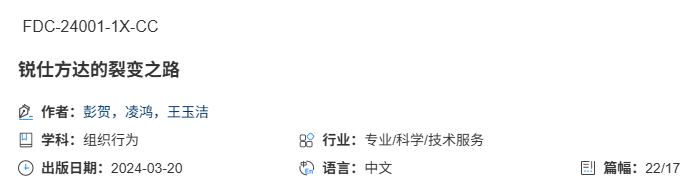 FDC-24001-1X-CC
锐仕方达的裂变之路
作者：彭贺，凌鸿，王玉洁
学科：组织行为 行业：专业/科学/技术服务
出版日期：2024-03-20 语言：中文 篇幅：22/17